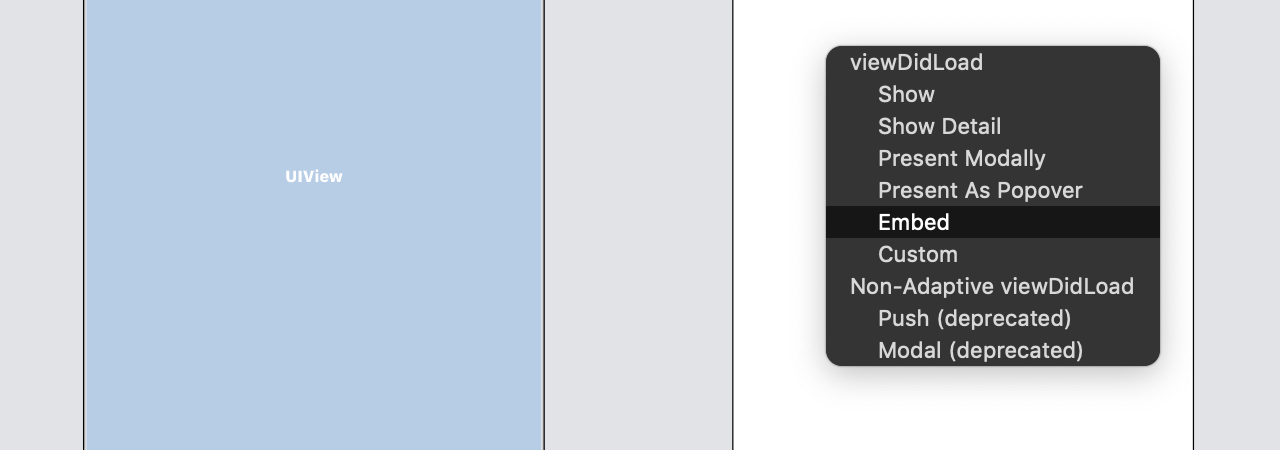 UIView
viewDidLoad
Show
Show Detail
Present Modally
Present As Popover
Embed
Custom
Non-Adaptive viewDidLoad
Push (deprecated)
Modal (deprecated)